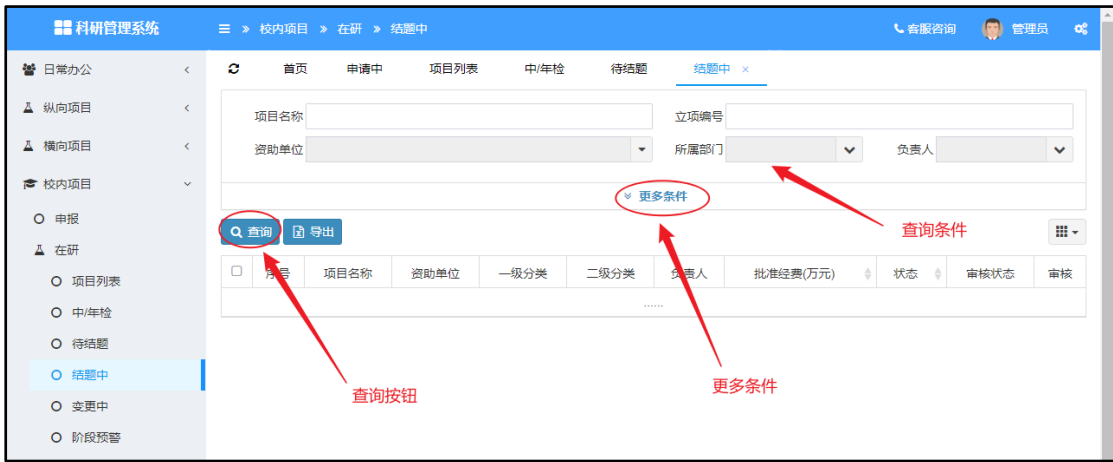 科研管理系统
» 校内项目 » 在研 » 结题中
客服咨询
管理员
日常办公
首页 申请中 项目列表 中/年检 待结题 结题中 ×
纵向项目
横向项目
校内项目
申报
在研
项目列表
中/年检
待结题
结题中
变更中
阶段预警
项目名称
立项编号
资助单位
所属部门
负责人
更多条件
查询 导出
查询条件
序号 项目名称 资助单位 一级分类 二级分类 负责人 批准经费(万元) 状态 审核状态 审核
......
查询按钮
更多条件